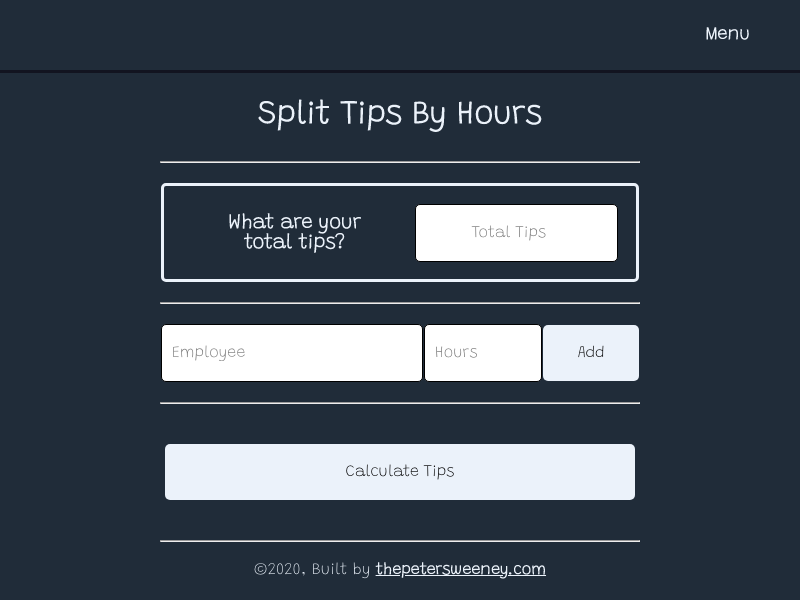 Menu
Split Tips By Hours
What are your
total tips?
Total Tips
Employee
Hours
Add
Calculate Tips
©2020, Built by thepetersweeney.com